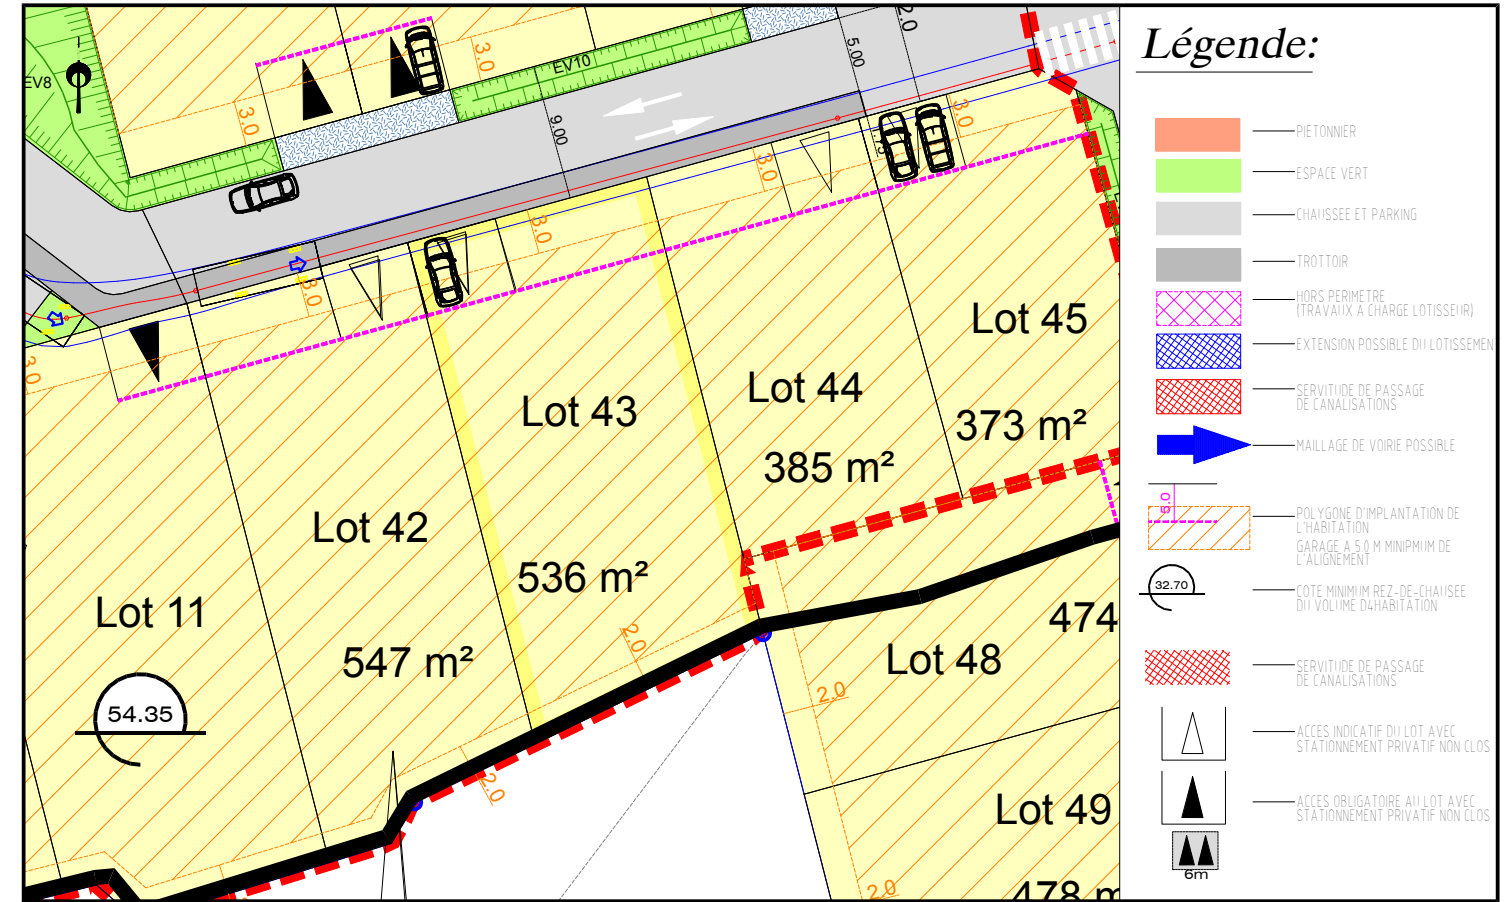 EV8
3.0
3.0
EV10
9.00
5.00
2.0
3.0
3.0
3.0
3.0
3.0
Lot 45
373 m²
Lot 44
385 m²
Lot 43
536 m²
Lot 42
547 m²
Lot 11
54.35
2.0
2.0
2.0
2.0
474
Lot 48
Lot 49
478 m
Légende:
PIETONNIER
ESPACE VERT
CHAUSSEE ET PARKING
TROTTOIR
HORS PERIMETRE
(TRAVAUX A CHARGE LOTISSEUR)
EXTENSION POSSIBLE DU LOTISSEMEN
SERVITUDE DE PASSAGE
DE CANALISATIONS
MAILLAGE DE VOIRIE POSSIBLE
5.0
POLYGONE D'IMPLANTATION DE
L'HABITATION
GARAGE A 5.0 M MINIPMUM DE
L'ALIGNEMENT
32.70
COTE MINIMUM REZ-DE-CHAUSEE
DU VOLUME D4HABITATION
SERVITUDE DE PASSAGE
DE CANALISATIONS
ACCES INDICATIF DU LOT AVEC
STATIONNEMENT PRIVATIF NON CLOS
ACCES OBLIGATOIRE AU LOT AVEC
STATIONNEMENT PRIVATIF NON CLOS
6m